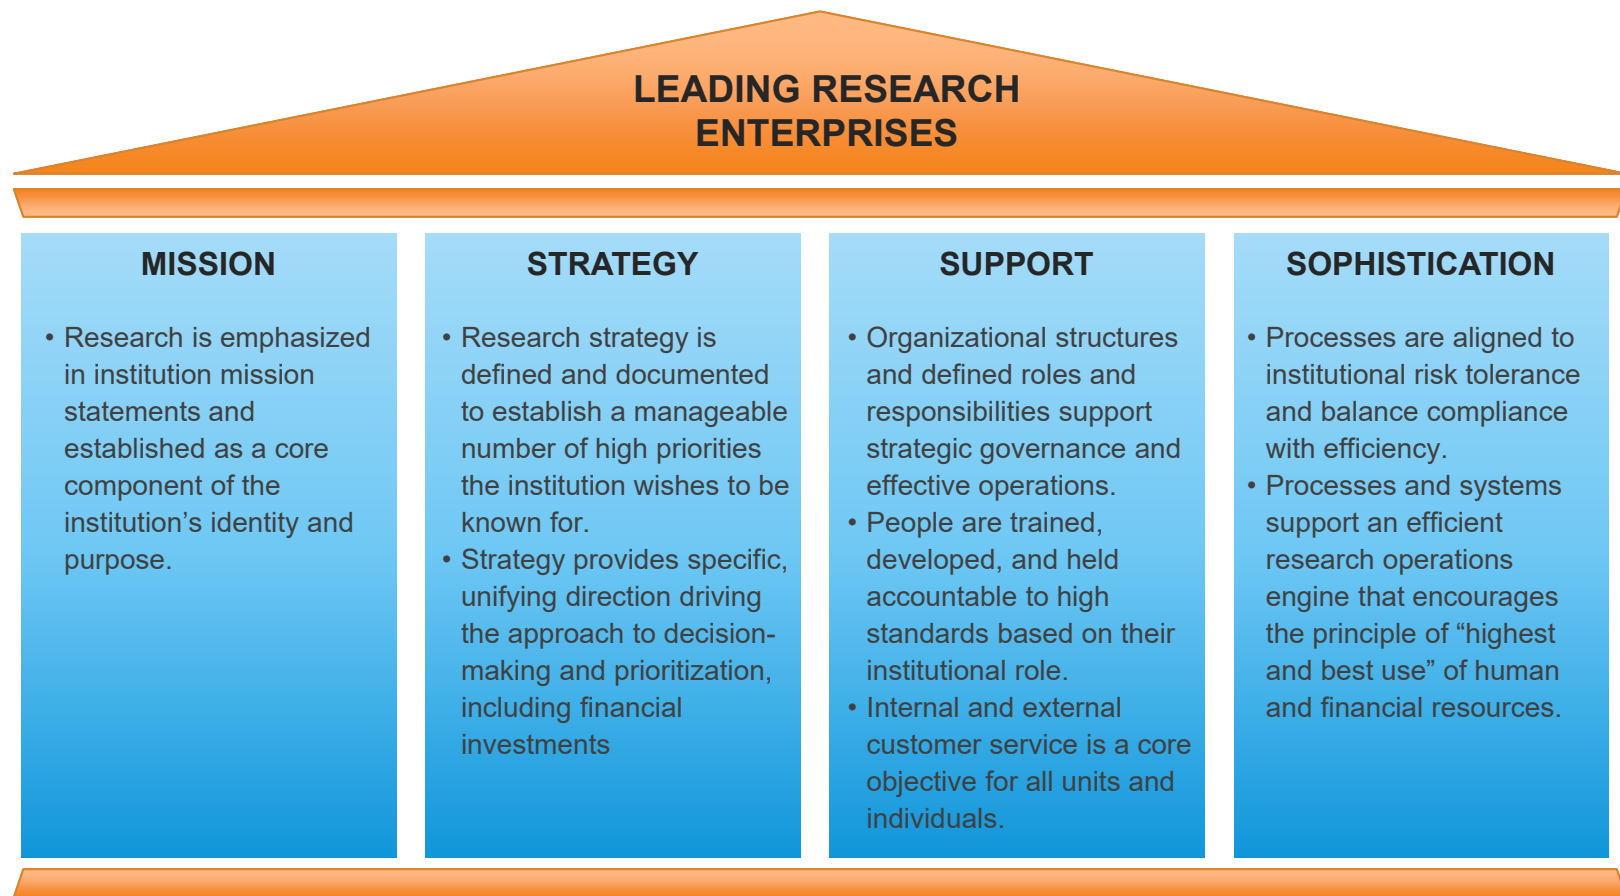 LEADING RESEARCH
ENTERPRISES
MISSION
• Research is emphasized
in institution mission
statements and
established as a core
component of the
institution’s identity and
purpose.
STRATEGY
• Research strategy is
defined and documented
to establish a manageable
number of high priorities
the institution wishes to be
known for.
• Strategy provides specific,
unifying direction driving
the approach to decision-
making and prioritization,
including financial
investments
SUPPORT
• Organizational structures
and defined roles and
responsibilities support
strategic governance and
effective operations.
• People are trained,
developed, and held
accountable to high
standards based on their
institutional role.
• Internal and external
customer service is a core
objective for all units and
individuals.
SOPHISTICATION
• Processes are aligned to
institutional risk tolerance
and balance compliance
with efficiency.
• Processes and systems
support an efficient
research operations
engine that encourages
the principle of “highest
and best use” of human
and financial resources.